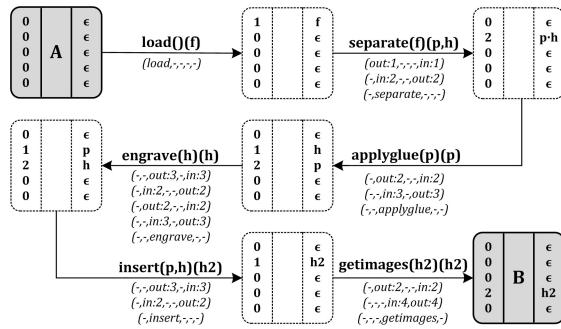 0 ϵ
0 ϵ
0 A ϵ
0 ϵ
0 ϵ
load()(f)
(load,-,-,-,-)
1 f
0 ϵ
0 ϵ
0 ϵ
0 ϵ
separate(f)(p,h)
(out:1,-,-,-,in:1)
(-,in:2,-,-,out:2)
(-,separate,-,-,-)
0 ϵ
2 p·h
0 ϵ
0 ϵ
0 ϵ
applyglue(p)(p)
(-,out:2,-,-,in:2)
(-,-,in:3,-,out:3)
(-,-,applyglue,-,-)
0 ϵ
1 h
2 p
0 ϵ
0 ϵ
engrave(h)(h)
(-,-,out:3,-,in:3)
(-,in:2,-,-,out:2)
(-,out:2,-,-,in:2)
(-,-,in:3,-,out:3)
(-,-,engrave,-,-)
0 ϵ
1 p
2 h
0 ϵ
0 ϵ
insert(p,h)(h2)
(-,-,out:3,-,in:3)
(-,in:2,-,-,out:2)
(-,insert,-,-,-)
0 ϵ
1 h2
0 ϵ
0 ϵ
0 ϵ
getimages(h2)(h2)
(-,out:2,-,-,in:2)
(-,-,-,in:4,out:4)
(-,-,-,getimages,-)
0 ϵ
0 ϵ
0 B ϵ
2 h2
0 ϵ